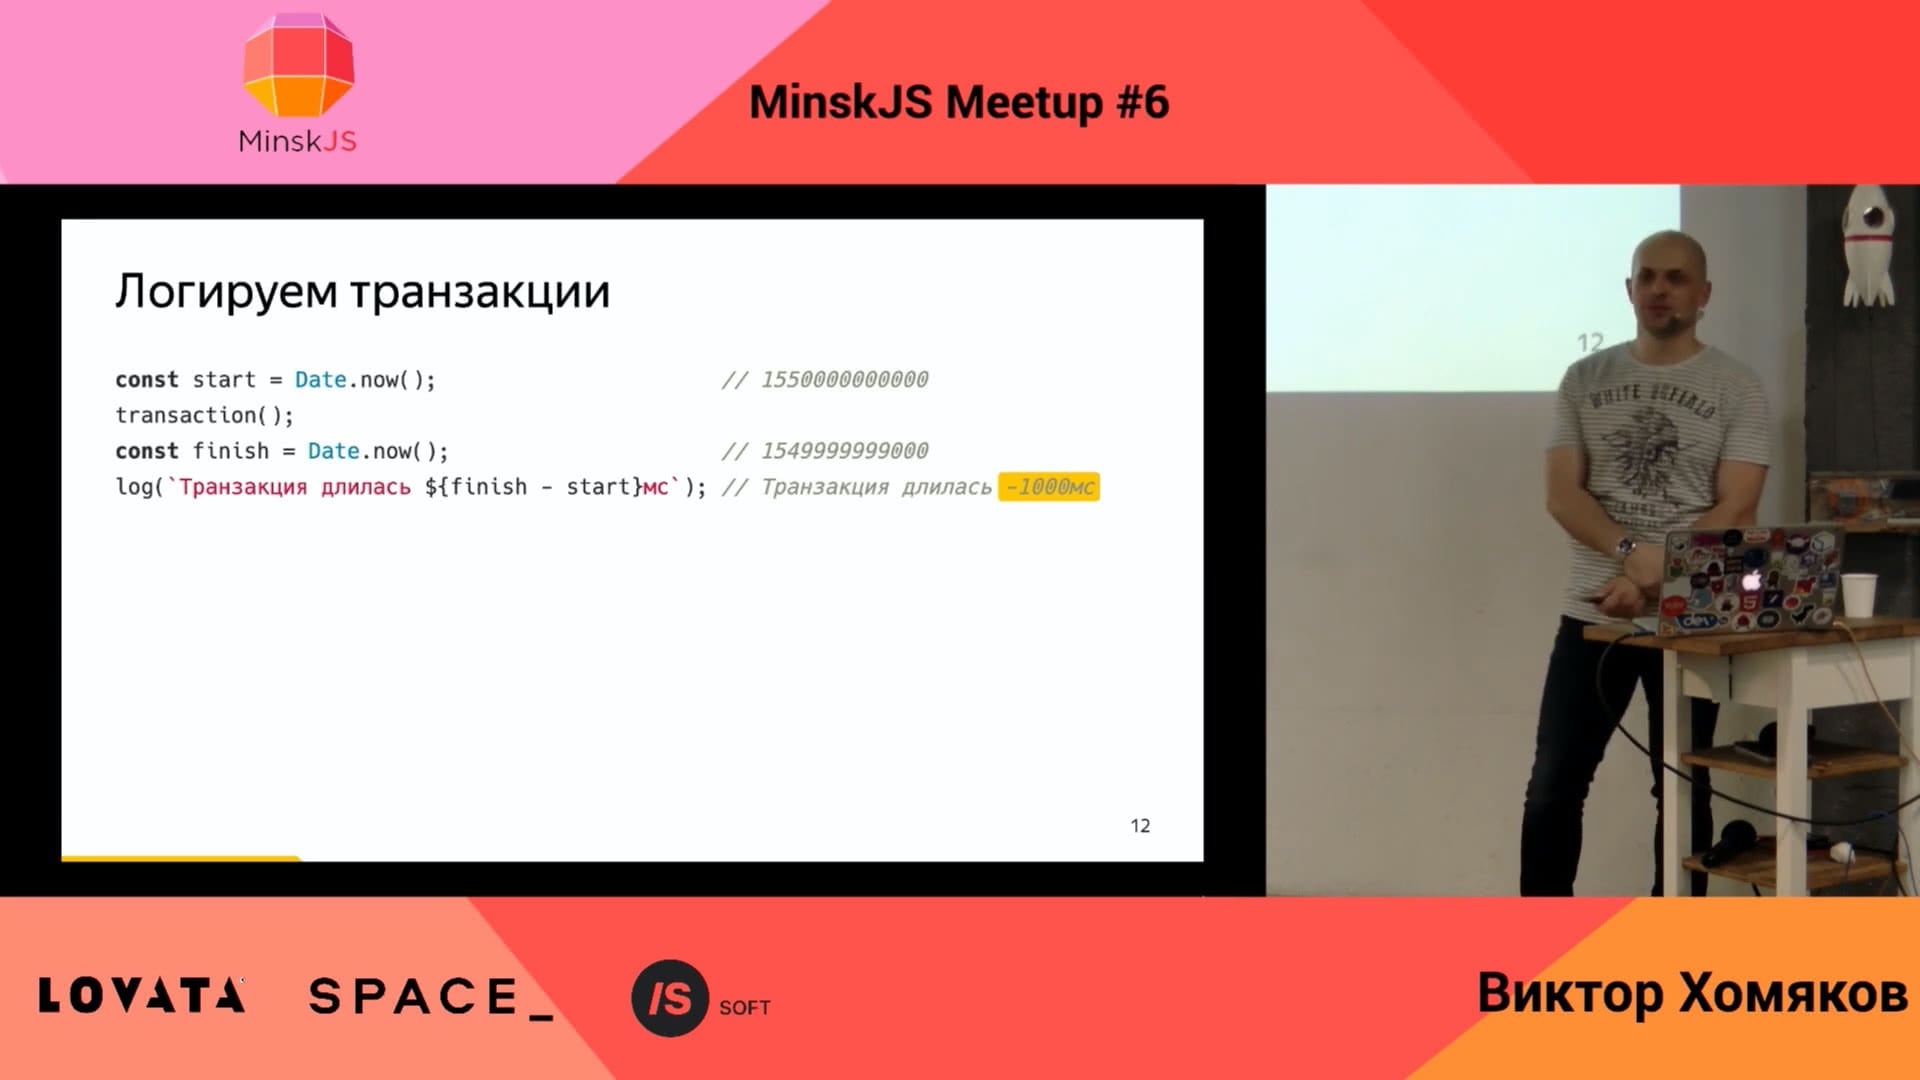 MinskJS
MinskJS Meetup #6
Логируем транзакции
const start = Date.now(); // 1550000000000
transaction();
const finish = Date.now(); // 1549999999000
log(`Транзакция длилась ${finish - start}мс`); // Транзакция длилась -1000мс
12
12
WHITE BUFFALO
dev
LOVATA
SPACE_
/S SOFT
Виктор Хомяков